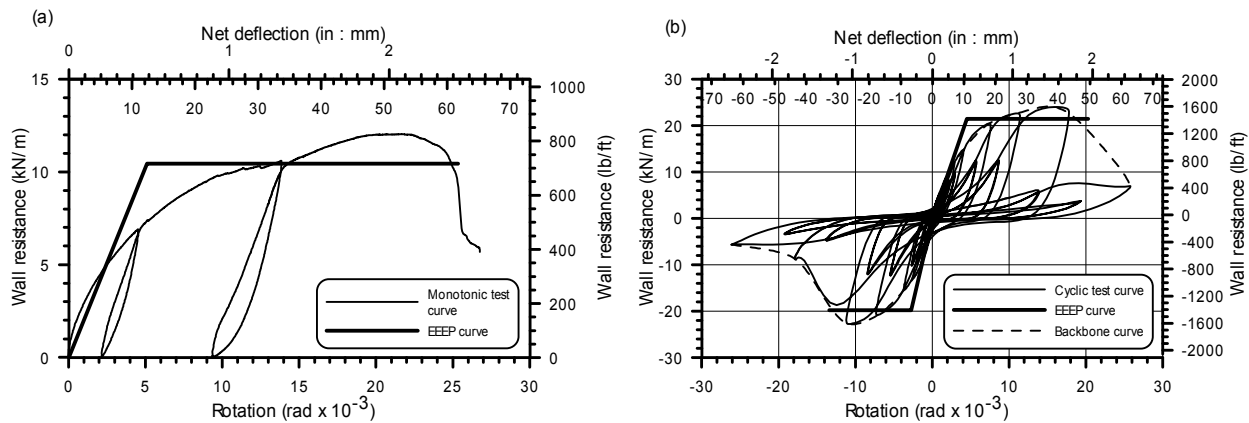 (a)
Net deflection (in : mm)
0 1 2
0 10 20 30 40 50 60 70
15
10
5
0
Wall resistance (kN/m)
1000
800
600
400
200
0
Wall resistance (lb/ft)
Monotonic test
curve
EEEP curve
0 5 10 15 20 25 30
Rotation (rad x 10-3)
(b)
Net deflection (in : mm)
-2 -1 0 1 2
-70 -60 -50 -40 -30 -20 -10 0 10 20 30 40 50 60 70
30
20
10
0
-10
-20
-30
Wall resistance (kN/m)
2000
1600
1200
800
400
0
-400
-800
-1200
-1600
-2000
Wall resistance (lb/ft)
Cyclic test curve
EEEP curve
Backbone curve
-30 -20 -10 0 10 20 30
Rotation (rad x 10-3)